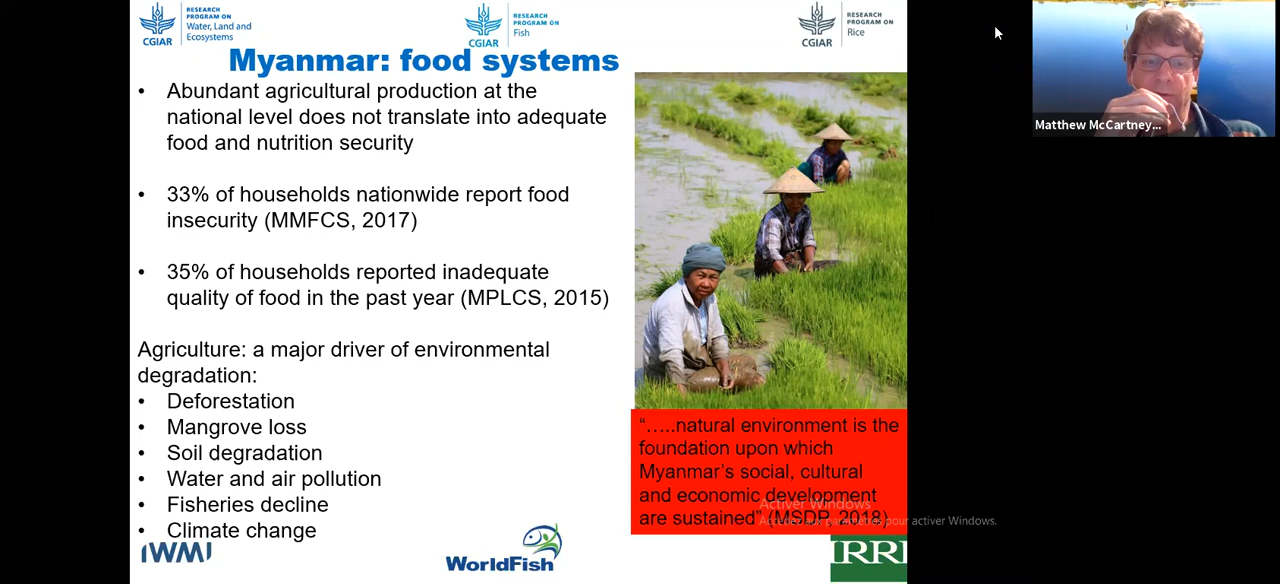 RESEARCH
PROGRAM ON
Water, Land and
Ecosystems
CGIAR
RESEARCH
PROGRAM ON
Fish
CGIAR
RESEARCH
PROGRAM ON
Rice
CGIAR
Myanmar: food systems
• Abundant agricultural production at the
national level does not translate into adequate
food and nutrition security
• 33% of households nationwide report food
insecurity (MMFCS, 2017)
• 35% of households reported inadequate
quality of food in the past year (MPLCS, 2015)
Agriculture: a major driver of environmental
degradation:
• Deforestation
• Mangrove loss
• Soil degradation
• Water and air pollution
• Fisheries decline
• Climate change
“.….natural environment is the
foundation upon which
Myanmar’s social, cultural
and economic development
are sustained” (MSDP, 2018)
Activer Windows
Accédez aux paramètres pour activer Windows.
IWMI
WorldFish
IRRI
Matthew McCartney...